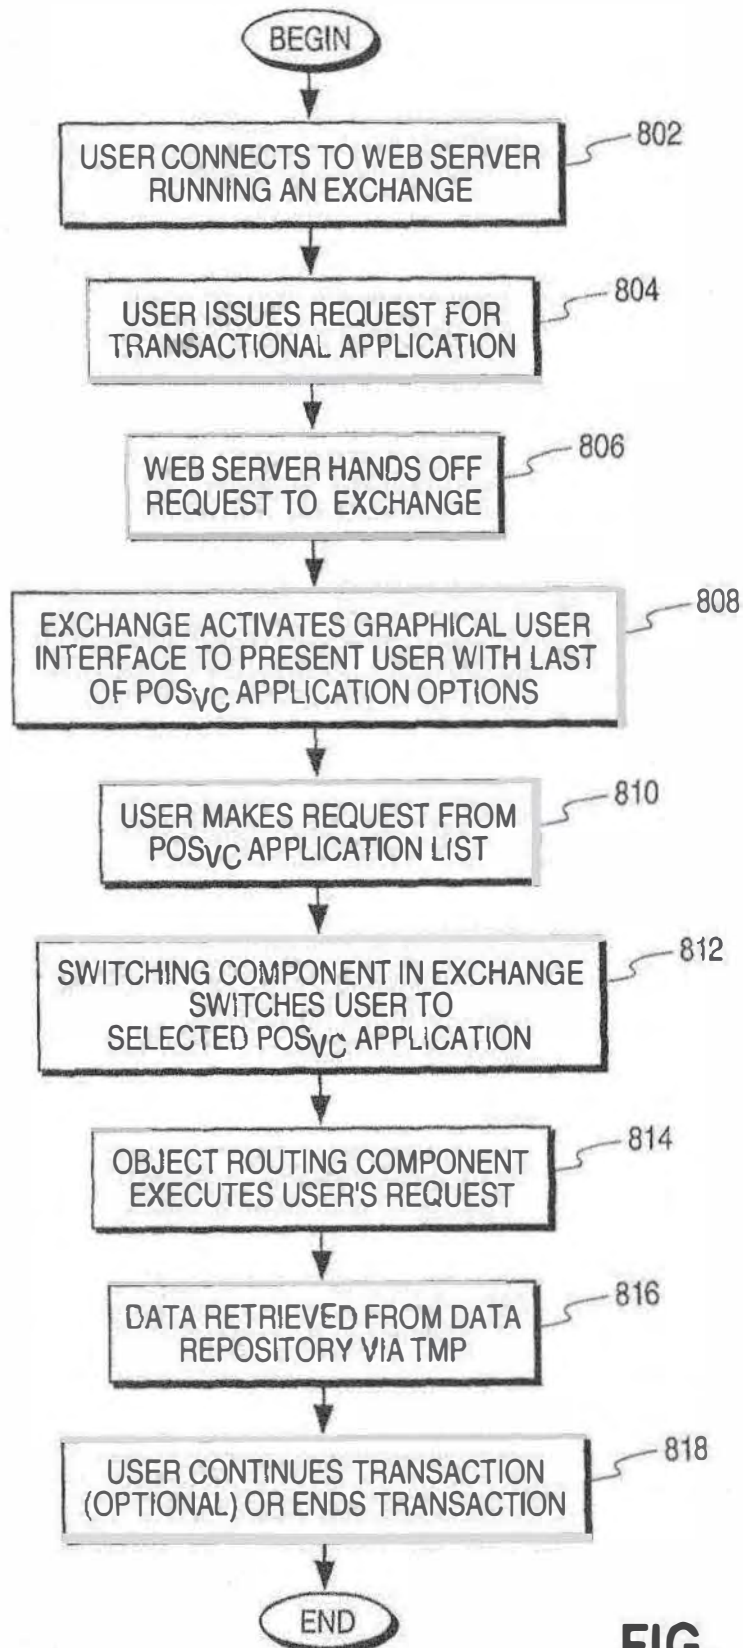 BEGIN
USER CONNECTS TO WEB SERVER
RUNNING AN EXCHANGE
802
USER ISSUES REQUEST FOR
TRANSACTIONAL APPLICATION
804
WEB SERVER HANDS OFF
REQUEST TO EXCHANGE
806
EXCHANGE ACTIVATES GRAPHICAL USER
INTERFACE TO PRESENT USER WITH LAST
OF POSVC APPLICATION OPTIONS
808
USER MAKES REQUEST FROM
POSVC APPLICATION LIST
810
SWITCHING COMPONENT IN EXCHANGE
SWITCHES USER TO
SELECTED POSVC APPLICATION
812
OBJECT ROUTING COMPONENT
EXECUTES USER'S REQUEST
814
DATA RETRIEVED FROM DATA
REPOSITORY VIA TMP
816
USER CONTINUES TRANSACTION
(OPTIONAL) OR ENDS TRANSACTION
818
END
FIG